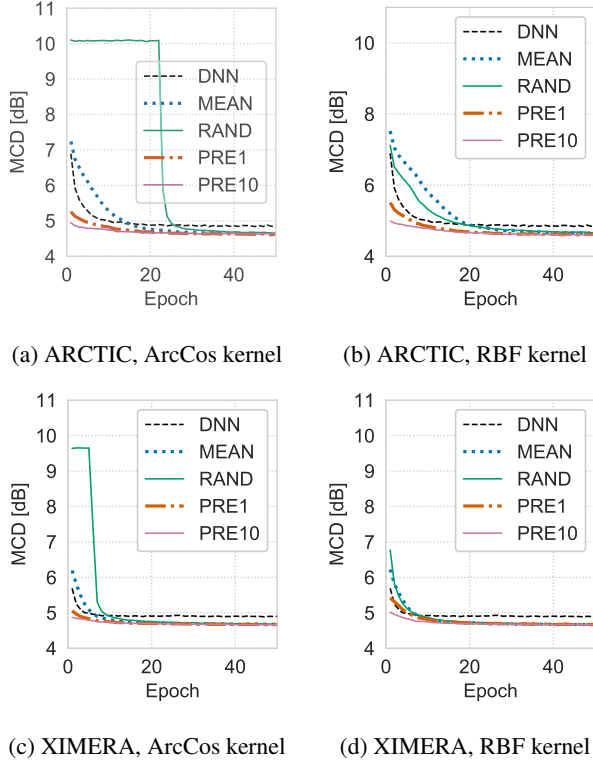 11
10
9
8
7
6
5
4
MCD [dB]
0
20
40
Epoch
DNN
MEAN
RAND
PRE1
PRE10
(a) ARCTIC, ArcCos kernel
10
8
6
4
MCD [dB]
0
20
40
Epoch
DNN
MEAN
RAND
PRE1
PRE10
(b) ARCTIC, RBF kernel
11
10
9
8
7
6
5
4
MCD [dB]
0
20
40
Epoch
DNN
MEAN
RAND
PRE1
PRE10
(c) XIMERA, ArcCos kernel
11
10
9
8
7
6
5
4
MCD [dB]
0
20
40
Epoch
DNN
MEAN
RAND
PRE1
PRE10
(d) XIMERA, RBF kernel